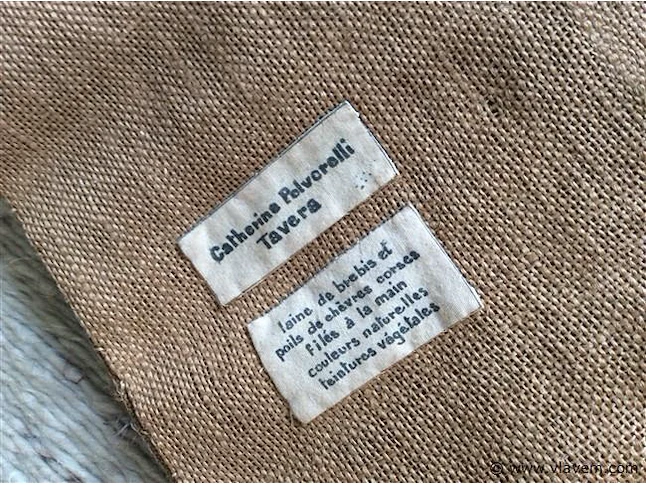 Catherine Polvorelli
Tavera
laine de brebis et
poils de chèvres corses
filés à la main
couleurs naturelles
teintures végétales
© www.vlavem.com